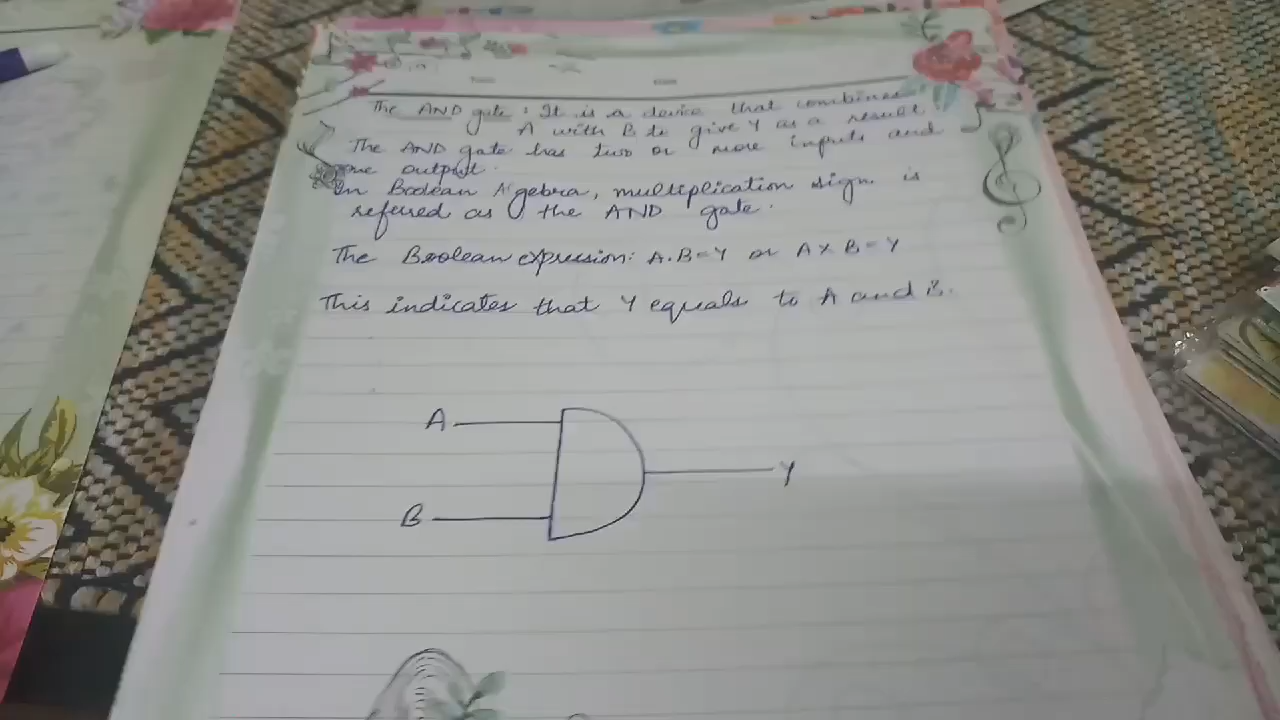 The AND gate: It is a device that combines
A with B to give Y as a result.
The AND gate has two or more inputs and
one output.
In Boolean Algebra, multiplication sign is
refered as the AND gate.
The Boolean expression: A.B=Y or A×B=Y
This indicates that Y equals to A and B.
A
B
Y